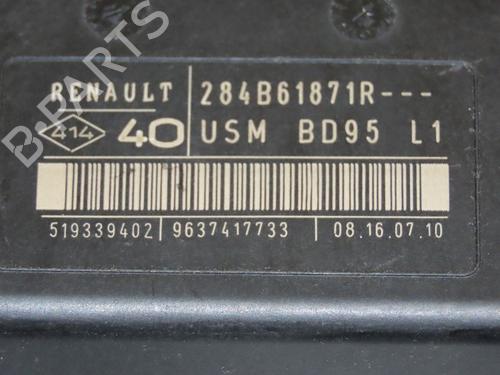 RENAULT 284B61871R---
414 40 USM BD95 L1
519339402 9637417733 08.16.07.10
B-PARTS